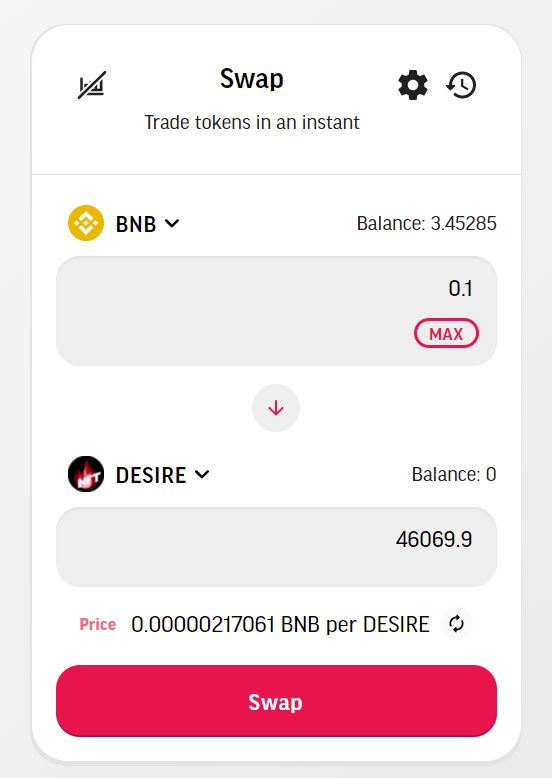 Swap
Trade tokens in an instant
BNB
Balance: 3.45285
0.1
MAX
DESIRE
Balance: 0
NFT
46069.9
Price 0.00000217061 BNB per DESIRE
Swap